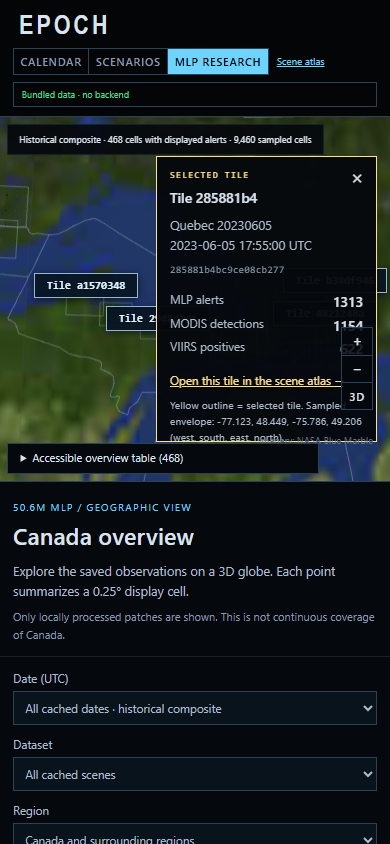 EPOCH
CALENDAR
SCENARIOS
MLP RESEARCH
Scene atlas
Bundled data · no backend
Historical composite · 468 cells with displayed alerts · 9,460 sampled cells
SELECTED TILE
×
Tile 285881b4
Quebec 20230605
2023-06-05 17:55:00 UTC
285881b4bc9ce08cb277
MLP alerts 1313
MODIS detections 1154
VIIRS positives 622
Open this tile in the scene atlas
Yellow outline = selected tile. Sampled
envelope: -77.123, 48.449, -75.786, 49.206
(west, south, east, north)
Tile a1570348
Tile
+
−
3D
NASA Blue Marble
▶ Accessible overview table (468)
50.6M MLP / GEOGRAPHIC VIEW
Canada overview
Explore the saved observations on a 3D globe. Each point
summarizes a 0.25° display cell.
Only locally processed patches are shown. This is not continuous coverage
of Canada.
Date (UTC)
All cached dates · historical composite
Dataset
All cached scenes
Region
Canada and surrounding regions